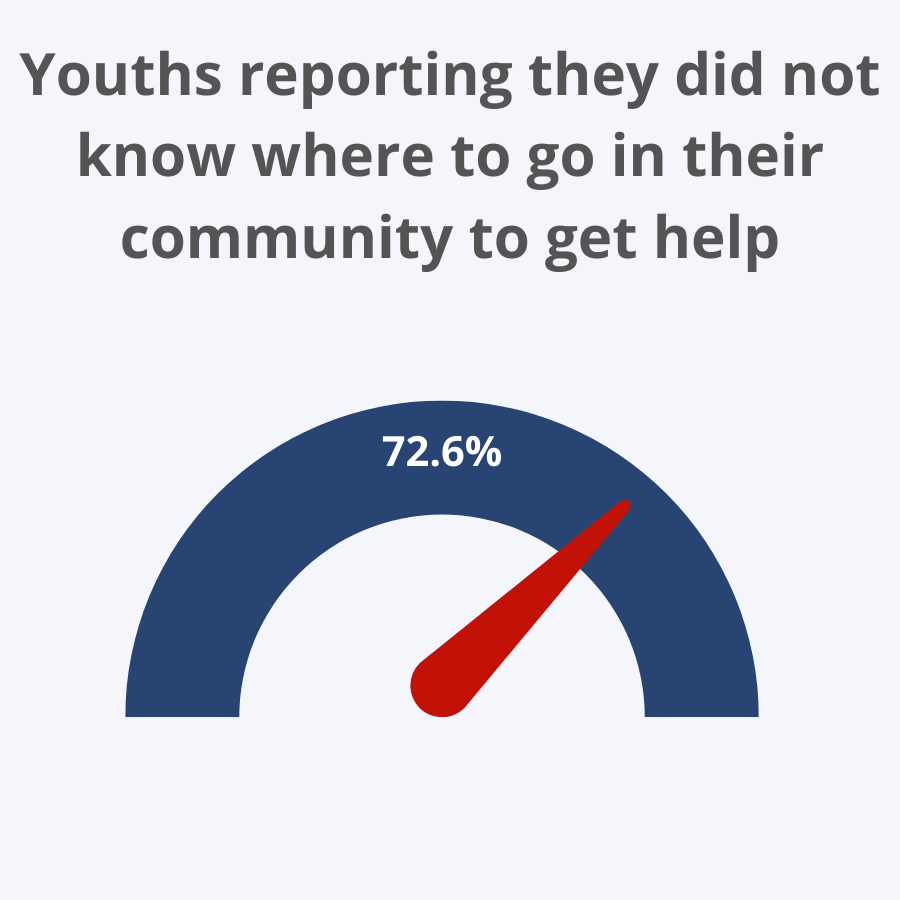 Youths reporting they did not
know where to go in their
community to get help
72.6%